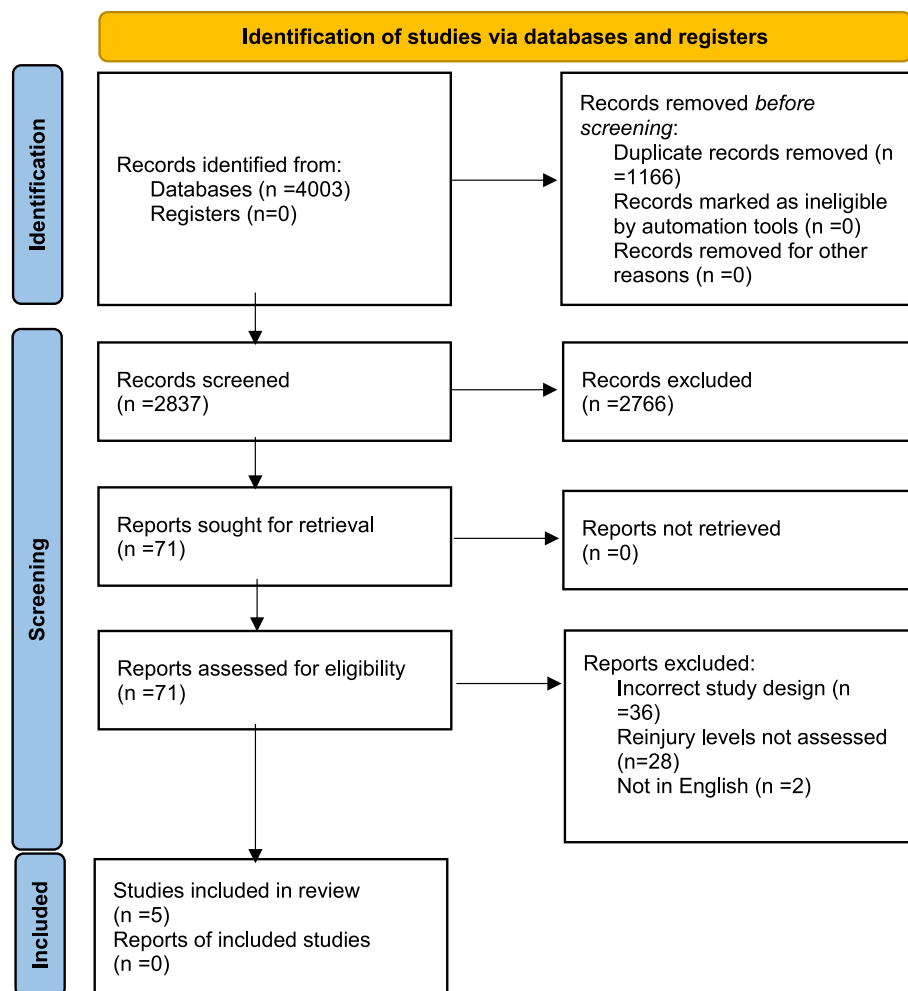 Identification of studies via databases and registers
Identification
Records identified from:
Databases (n =4003)
Registers (n=0)
Records removed before
screening:
Duplicate records removed (n
=1166)
Records marked as ineligible
by automation tools (n =0)
Records removed for other
reasons (n =0)
Screening
Records screened
(n =2837)
Records excluded
(n =2766)
Reports sought for retrieval
(n =71)
Reports not retrieved
(n =0)
Reports assessed for eligibility
(n =71)
Reports excluded:
Incorrect study design (n
=36)
Reinjury levels not assessed
(n=28)
Not in English (n =2)
Included
Studies included in review
(n =5)
Reports of included studies
(n =0)